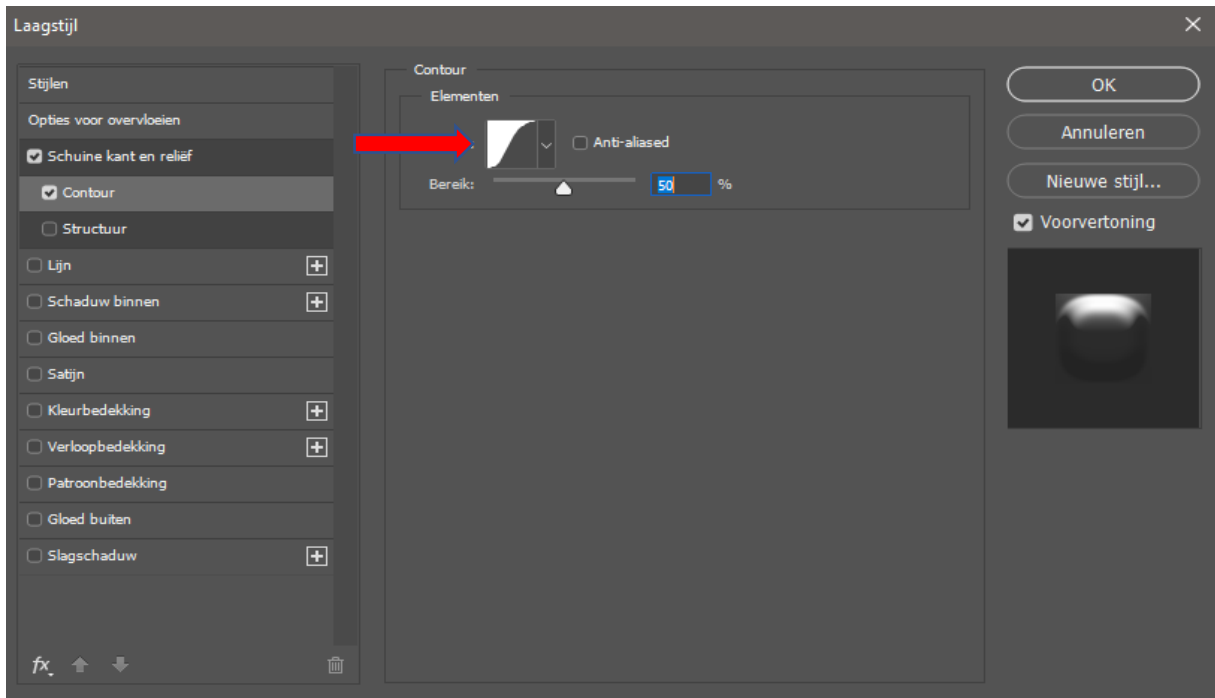 Laagstijl
Stijlen
Opties voor overvloeien
Schuine kant en reliëf
Contour
Structuur
Lijn
Schaduw binnen
Gloed binnen
Satijn
Kleurbedekking
Verloopbedekking
Patroonbedekking
Gloed buiten
Slagschaduw
fx
Contour
Elementen
Anti-aliased
Bereik: 50 %
OK
Annuleren
Nieuwe stijl...
Voorvertoning